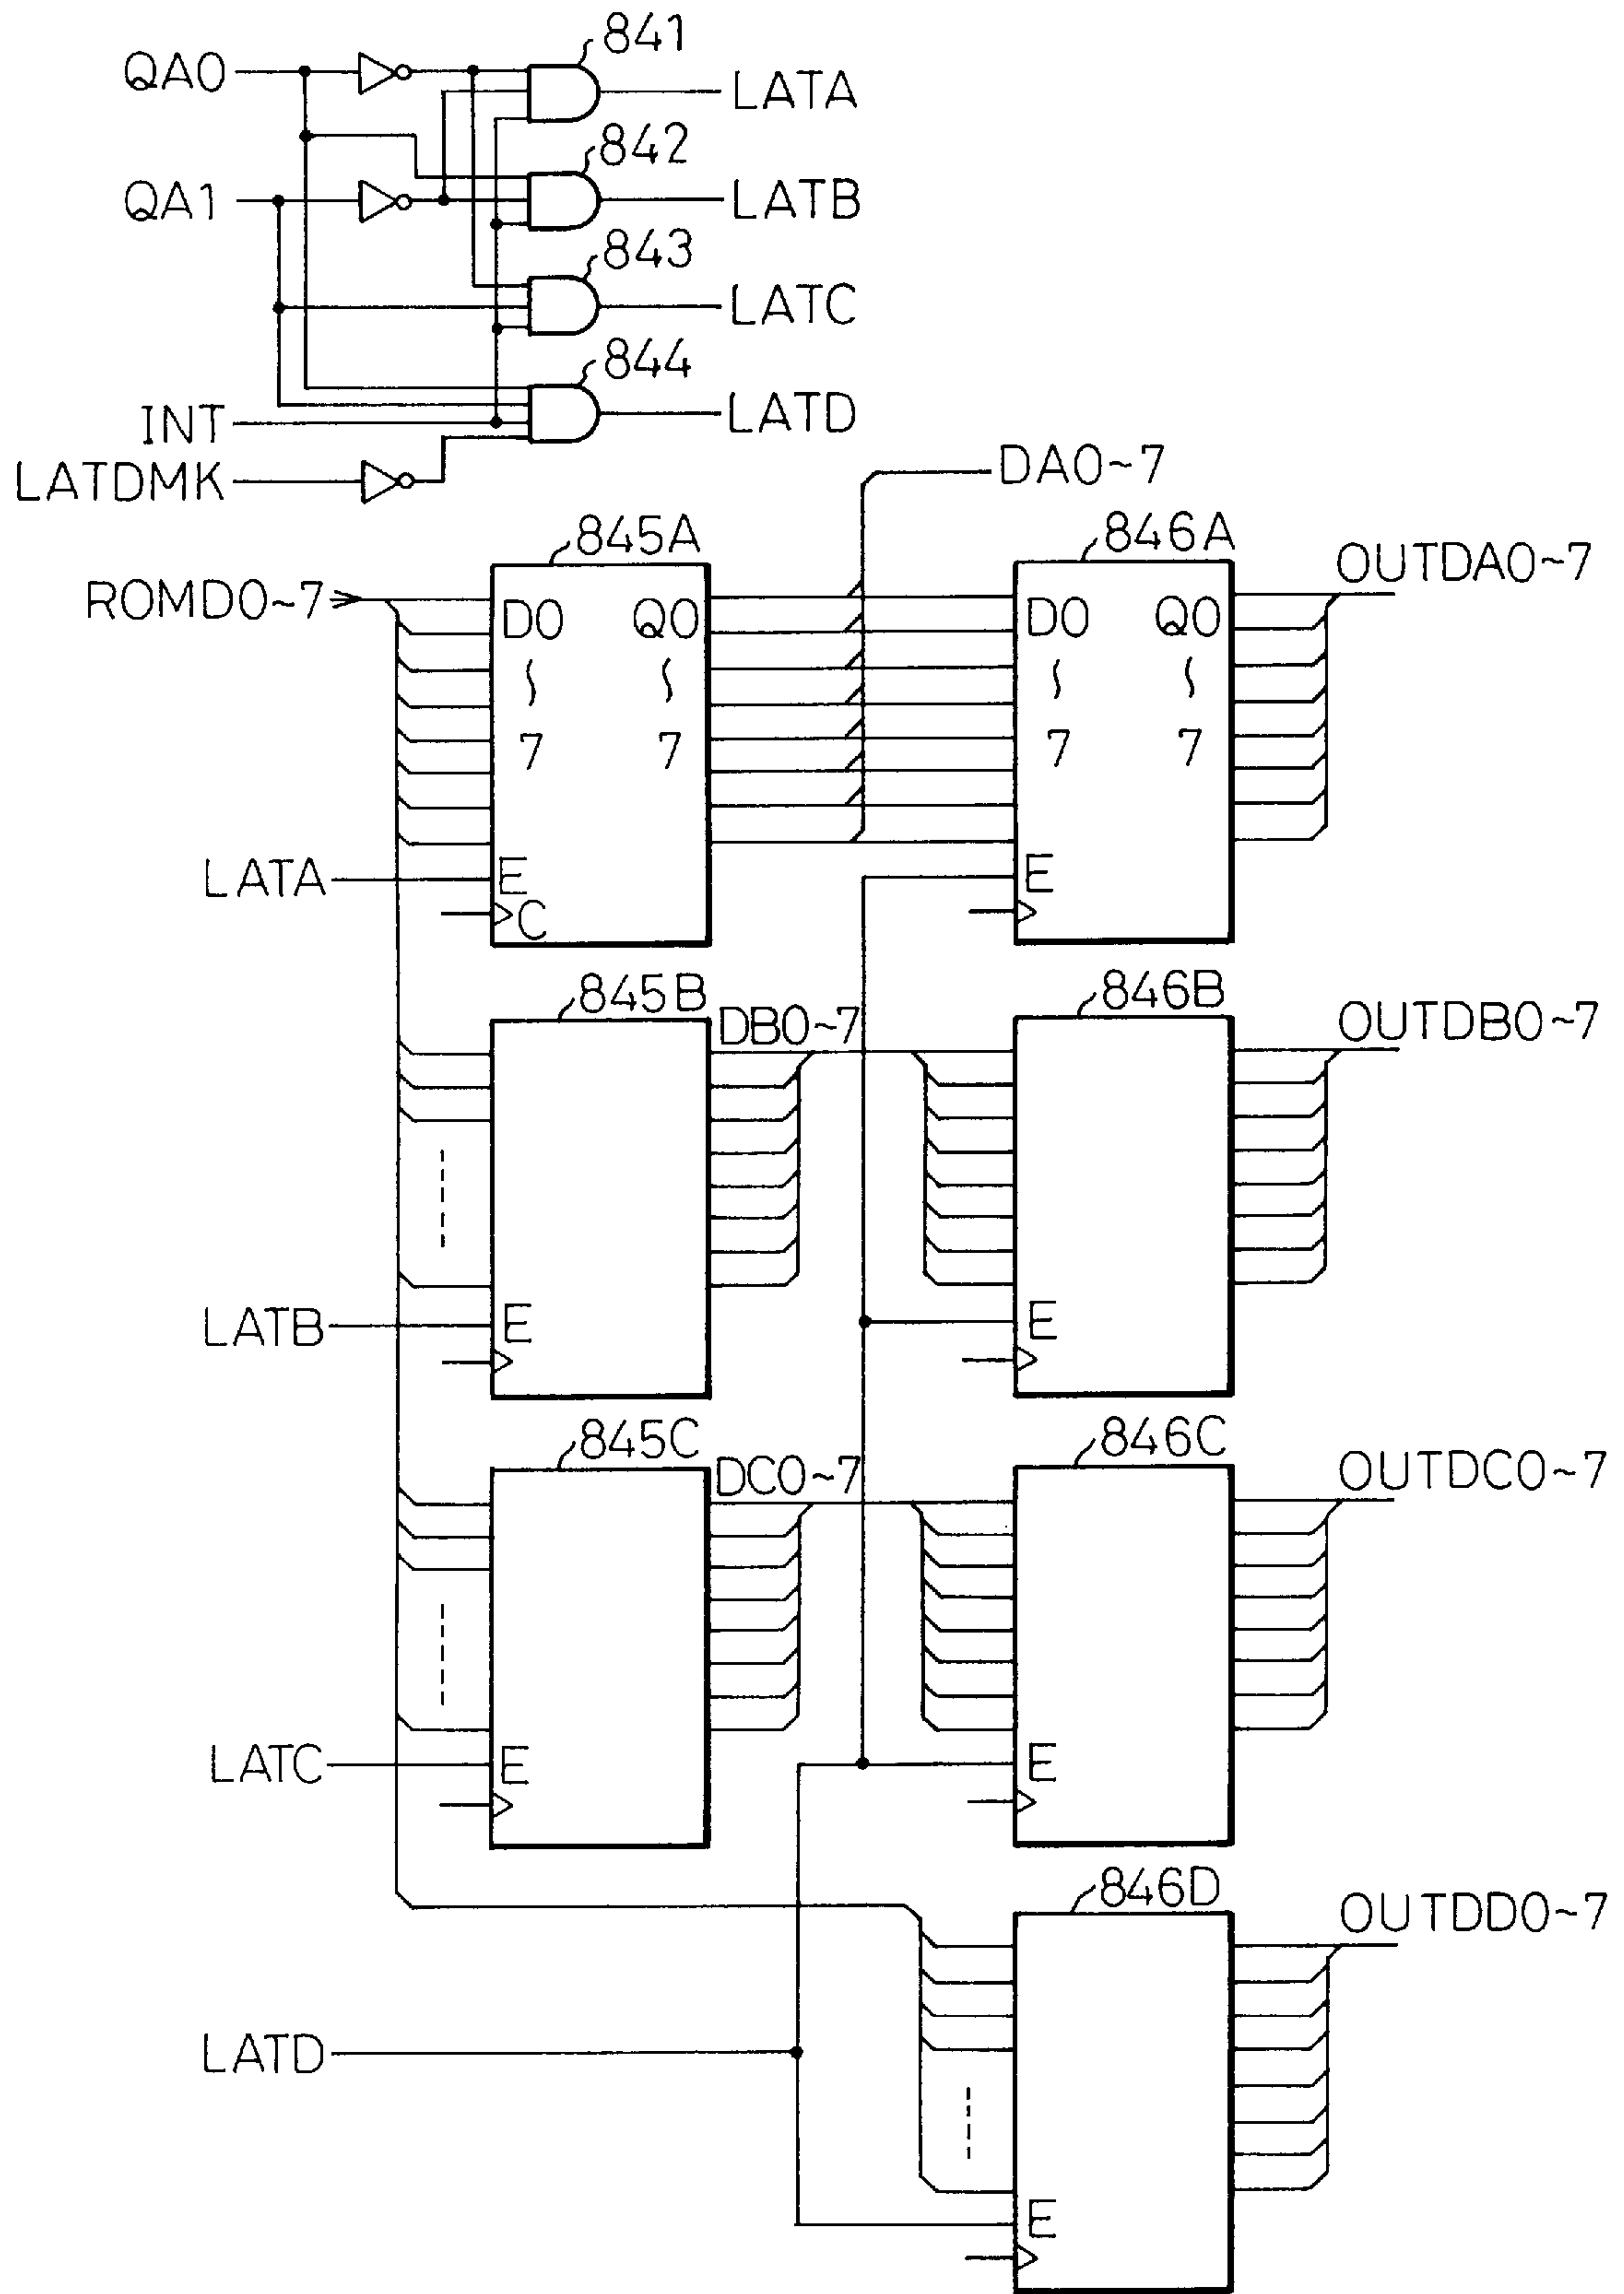 841
QA0
LATA
842
QA1
LATB
843
LATC
844
INT
LATD
LATDMK
DA0~7
845A
846A
OUTDA0~7
ROMD0~7
D0
Q0
D0
Q0
~
~
~
~
7
7
7
7
LATA
E
E
C
845B
846B
DB0~7
OUTDB0~7
LATB
E
E
845C
846C
DC0~7
OUTDC0~7
LATC
E
E
846D
OUTDD0~7
LATD
E